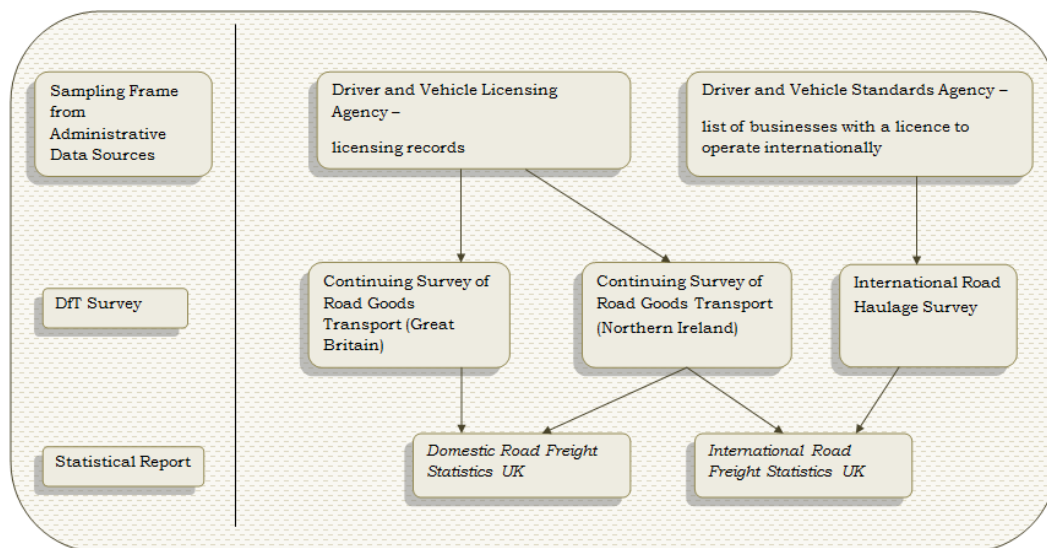 Sampling Frame
from
Administrative
Data Sources
Driver and Vehicle Licensing
Agency –
licensing records
Driver and Vehicle Standards Agency –
list of businesses with a licence to
operate internationally
DfT Survey
Continuing Survey of
Road Goods
Transport (Great
Britain)
Continuing Survey of
Road Goods Transport
(Northern Ireland)
International Road
Haulage Survey
Statistical Report
Domestic Road Freight
Statistics UK
International Road
Freight Statistics UK